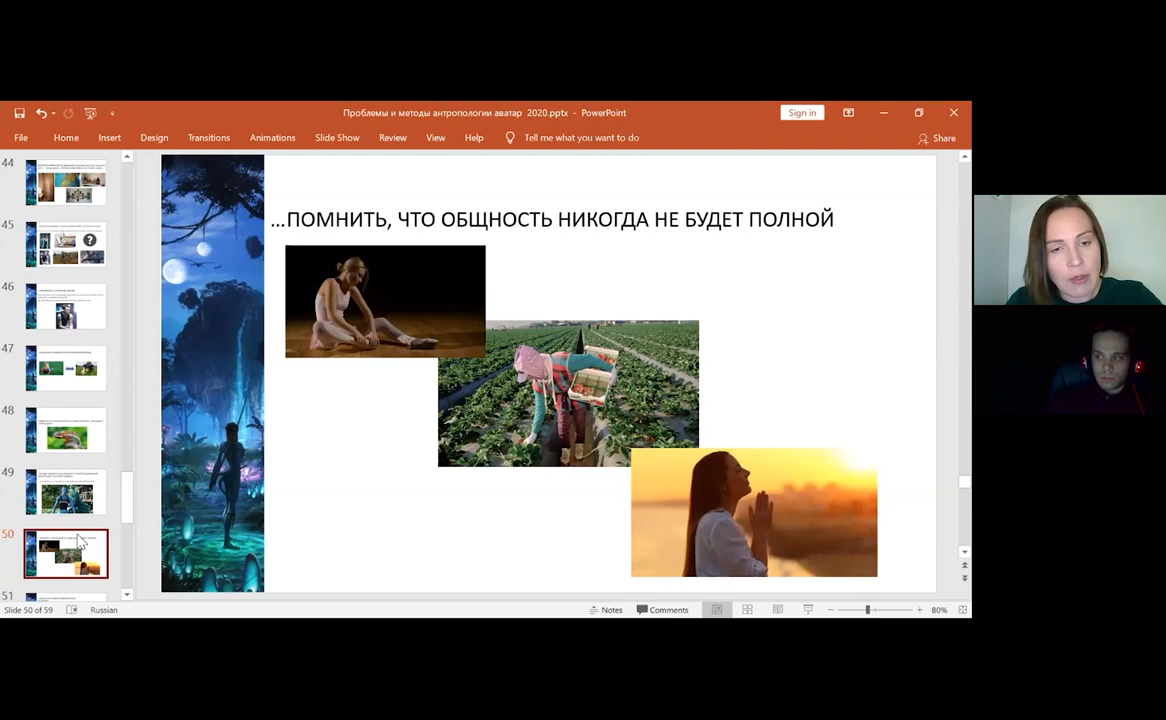 Проблемы и методы антропологии аватар  2020.pptx  -  PowerPoint
Sign in
File Home Insert Design Transitions Animations Slide Show Review View Help Tell me what you want to do Share
44
45
46
47
48
49
50
51
...ПОМНИТЬ, ЧТО ОБЩНОСТЬ НИКОГДА НЕ БУДЕТ ПОЛНОЙ
Slide 50 of 59 Russian Notes Comments 80%